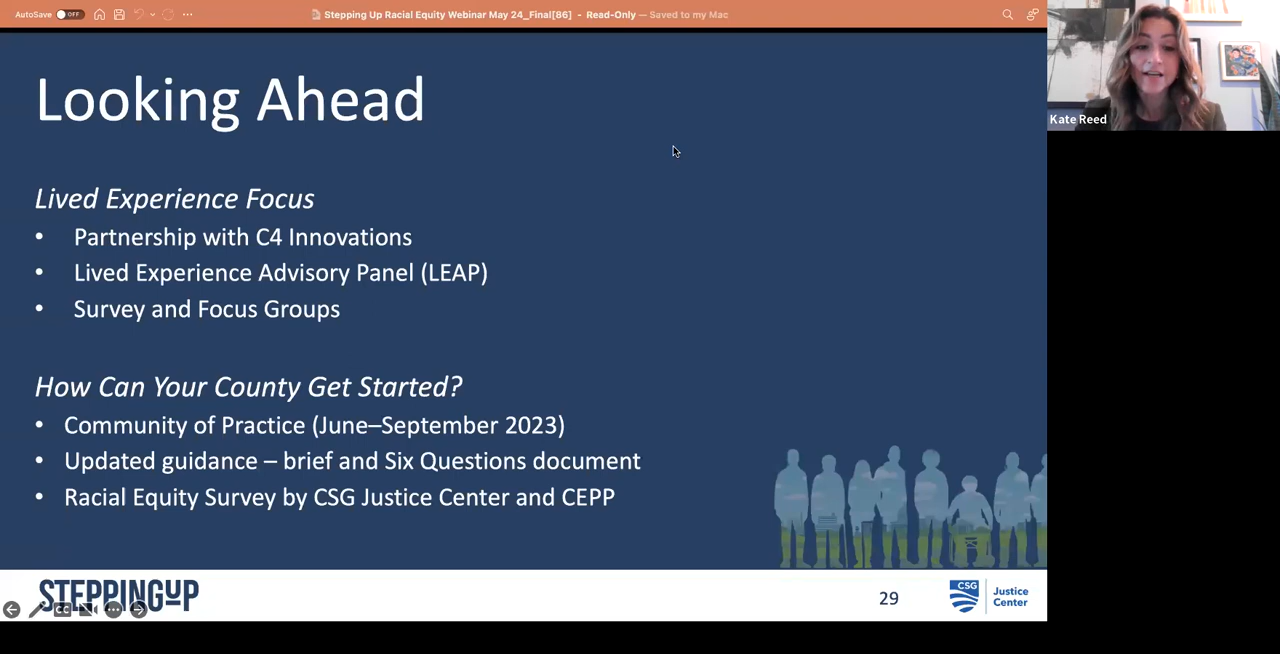 AutoSave OFF
Stepping Up Racial Equity Webinar May 24_Final[86] - Read-Only — Saved to my Mac
Kate Reed
Looking Ahead
Lived Experience Focus
• Partnership with C4 Innovations
• Lived Experience Advisory Panel (LEAP)
• Survey and Focus Groups
How Can Your County Get Started?
• Community of Practice (June–September 2023)
• Updated guidance – brief and Six Questions document
• Racial Equity Survey by CSG Justice Center and CEPP
STEPPINGUP
CC
29
CSG
Justice
Center